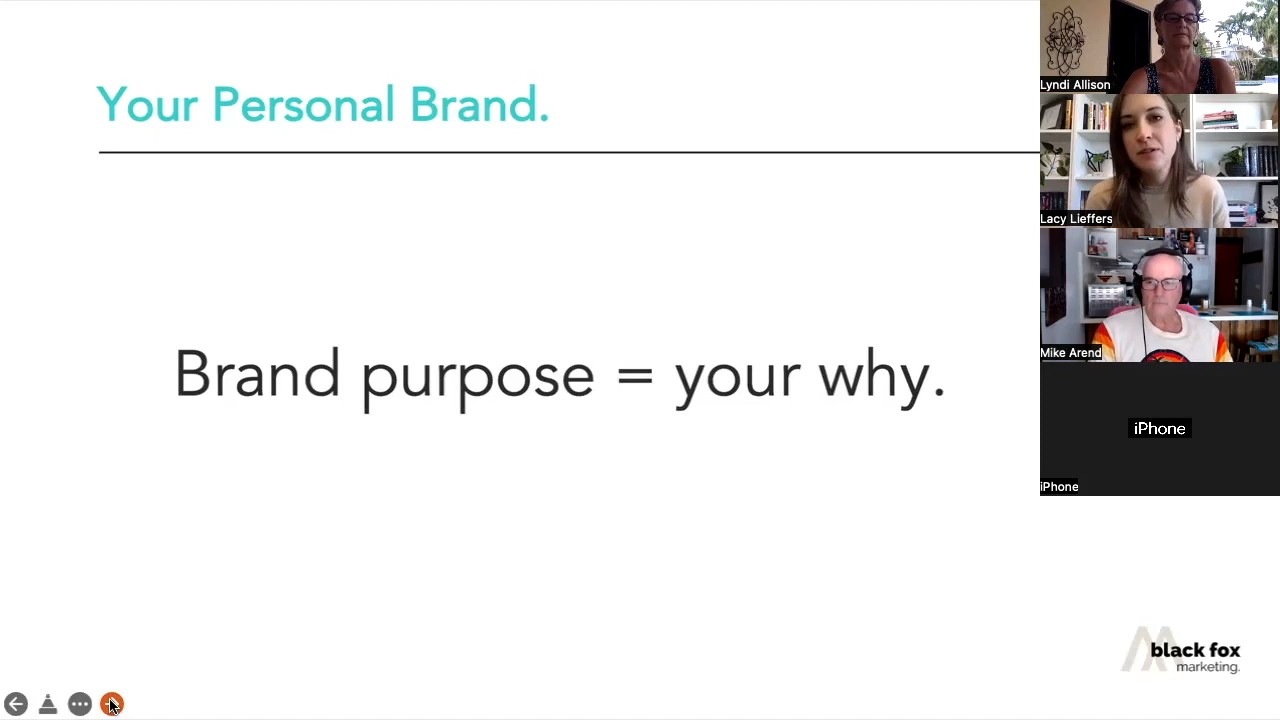 Your Personal Brand.
Brand purpose = your why.
Lyndi Allison
Lacy Lieffers
Mike Arend
iPhone
iPhone
black fox
marketing.